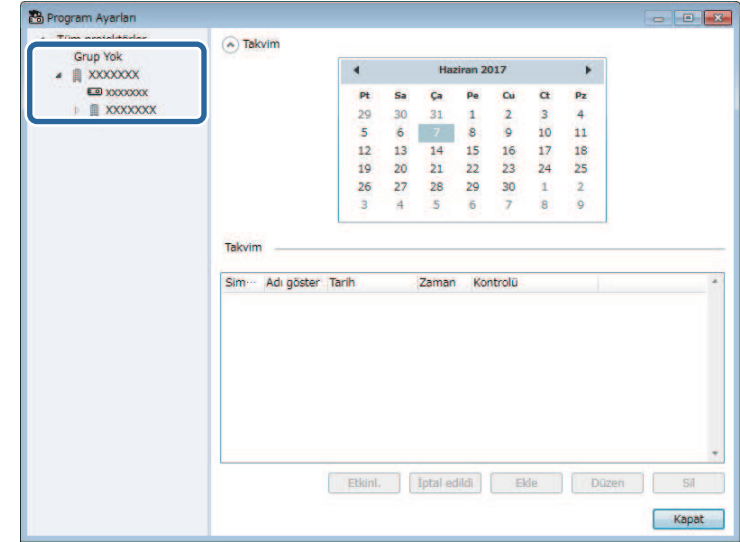 Program Ayarları
Tüm projektörler
Grup Yok
XXXXXXX
XXXXXXX
XXXXXXX
Takvim
Haziran 2017
Pt Sa Ça Pe Cu Ct Pz
29 30 31 1 2 3 4
5 6 7 8 9 10 11
12 13 14 15 16 17 18
19 20 21 22 23 24 25
26 27 28 29 30 1 2
3 4 5 6 7 8 9
Takvim
Sim··· Adı göster Tarih Zaman Kontrolü
Etkinl. İptal edildi Ekle Düzen Sil
Kapat